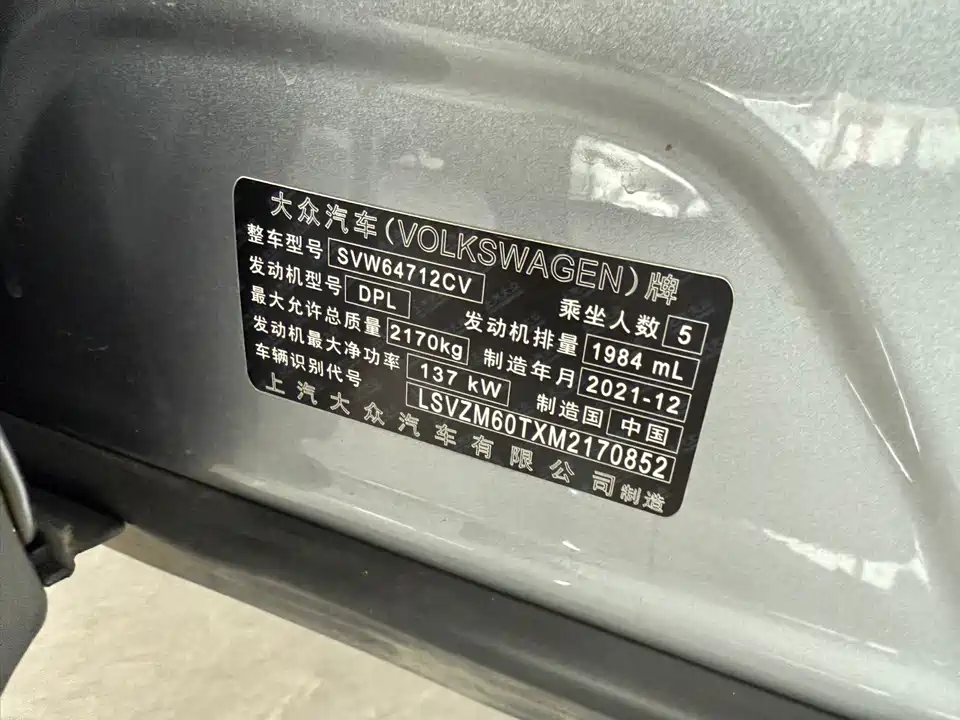 大众汽车(VOLKSWAGEN)牌
整车型号 SVW64712CV 乘坐人数 5
发动机型号 DPL 发动机排量 1984 mL
最大允许总质量 2170kg 制造年月 2021-12
发动机最大净功率 137 kW 制造国 中国
车辆识别代号 LSVZM60TXM2170852
上汽大众汽车有限公司制造